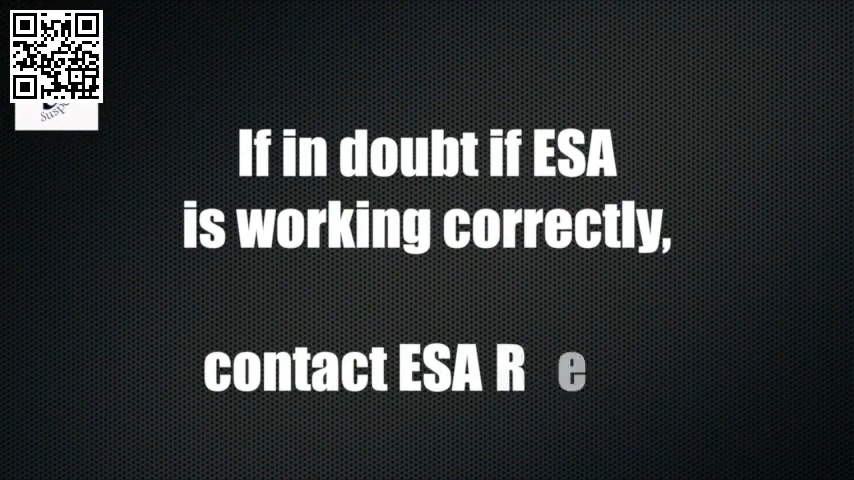 If in doubt if ESA
is working correctly,
contact ESA R e